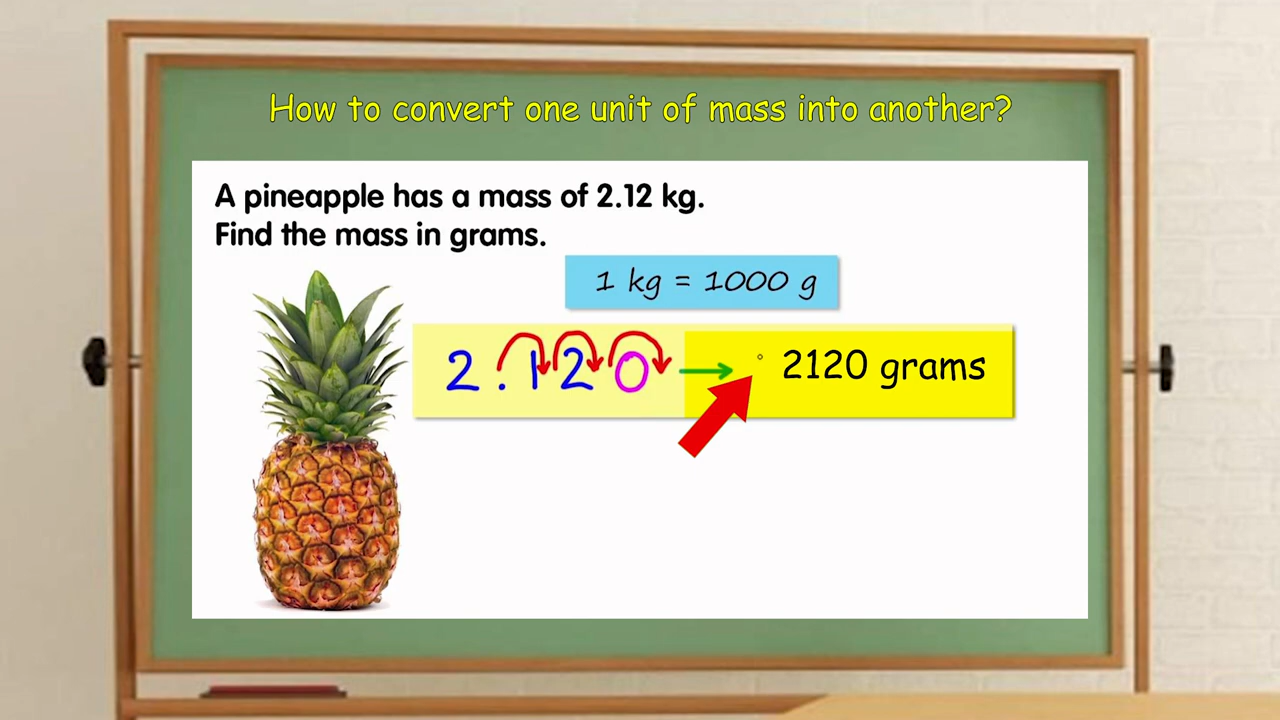 How to convert one unit of mass into another?
A pineapple has a mass of 2.12 kg.
Find the mass in grams.
1 kg = 1000 g
2.120 → 2120 grams